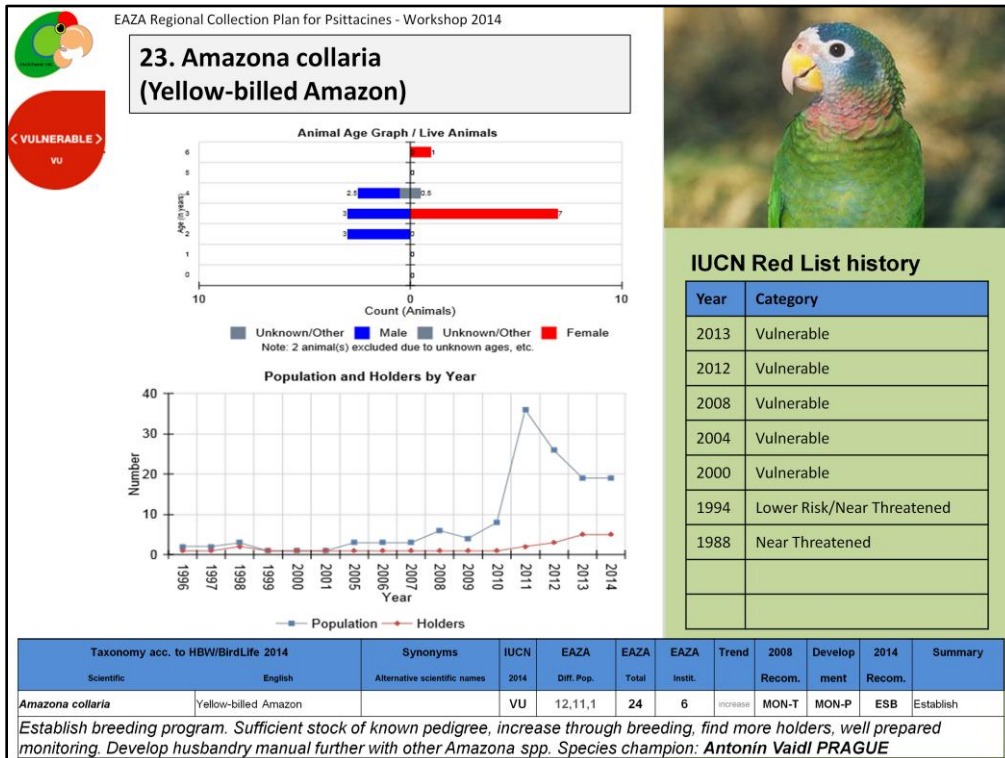 EAZA Regional Collection Plan for Psittacines - Workshop 2014
23. Amazona collaria
(Yellow-billed Amazon)
< VULNERABLE >
VU
Animal Age Graph / Live Animals
Age (in years)
6 1
5 0
4 2.5 0.5
3 3 7
2 3 0
1 0
0 0
10 0 10
Count (Animals)
Unknown/Other Male Unknown/Other Female
Note: 2 animal(s) excluded due to unknown ages, etc.
Population and Holders by Year
Number
40
30
20
10
0
1996 1997 1998 1999 2000 2001 2005 2006 2007 2008 2009 2010 2011 2012 2013 2014
Year
Population Holders
IUCN Red List history
Year Category
2013 Vulnerable
2012 Vulnerable
2008 Vulnerable
2004 Vulnerable
2000 Vulnerable
1994 Lower Risk/Near Threatened
1988 Near Threatened
Taxonomy acc. to HBW/BirdLife 2014 Synonyms IUCN EAZA EAZA EAZA Trend 2008 Develop 2014 Summary
Scientific English Alternative scientific names 2014 Diff. Pop. Total Instit. Recom. ment Recom.
Amazona collaria Yellow-billed Amazon VU 12,11,1 24 6 increase MON-T MON-P ESB Establish
Establish breeding program. Sufficient stock of known pedigree, increase through breeding, find more holders, well prepared
monitoring. Develop husbandry manual further with other Amazona spp. Species champion: Antonín Vaidl PRAGUE